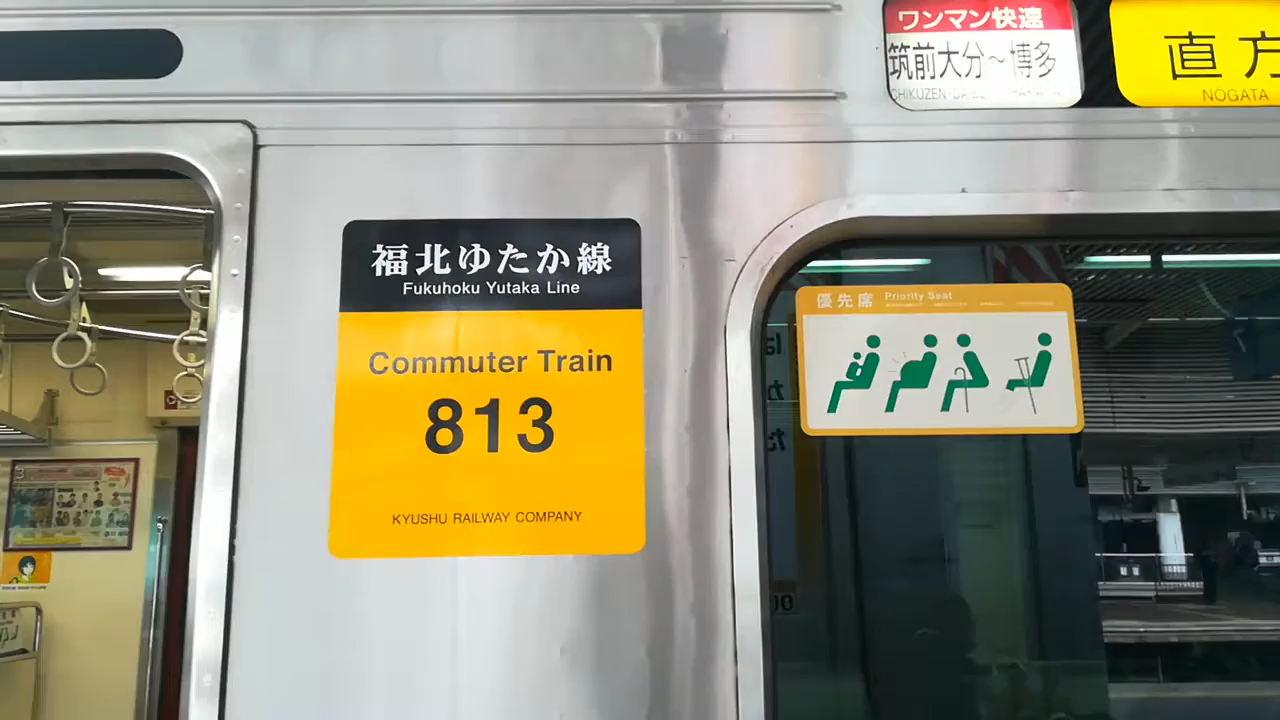 ワンマン快速
筑前大分～博多
直方
NOGATA
福北ゆたか線
Fukuhoku Yutaka Line
Commuter Train
813
KYUSHU RAILWAY COMPANY
優先席 Priority Seat